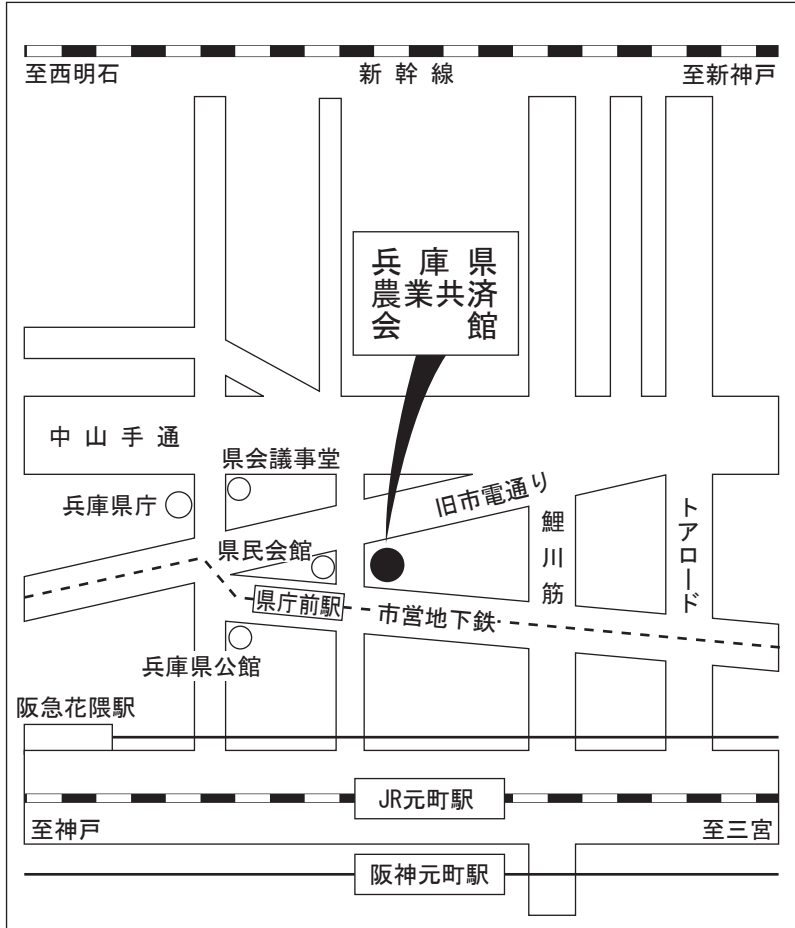 至西明石
新幹線
至新神戸
兵庫県
農業共済
会館
中山手通
県会議事堂
兵庫県庁
旧市電通り
鯉川筋
トアロード
県民会館
県庁前駅
市営地下鉄
兵庫県公館
阪急花隈駅
JR元町駅
至神戸
至三宮
阪神元町駅